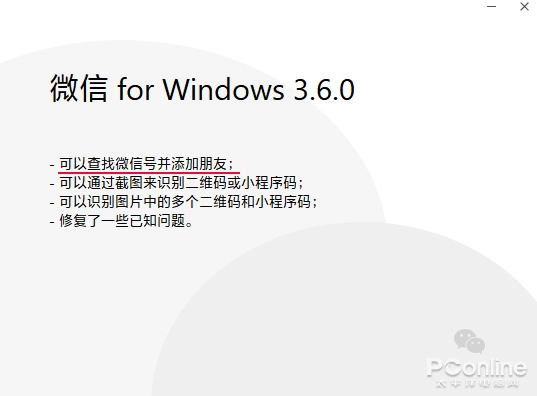 微信 for Windows 3.6.0
- 可以查找微信号并添加朋友；
- 可以通过截图来识别二维码或小程序码；
- 可以识别图片中的多个二维码和小程序码；
- 修复了一些已知问题。
PConline
太平洋电脑网